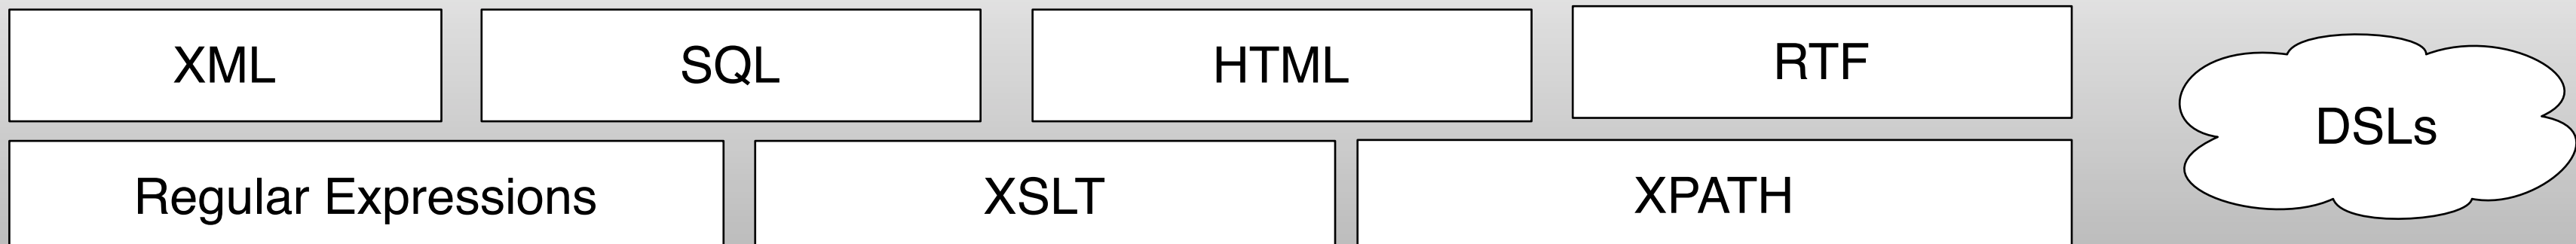 XML
SQL
HTML
RTF
DSLs
Regular Expressions
XSLT
XPATH